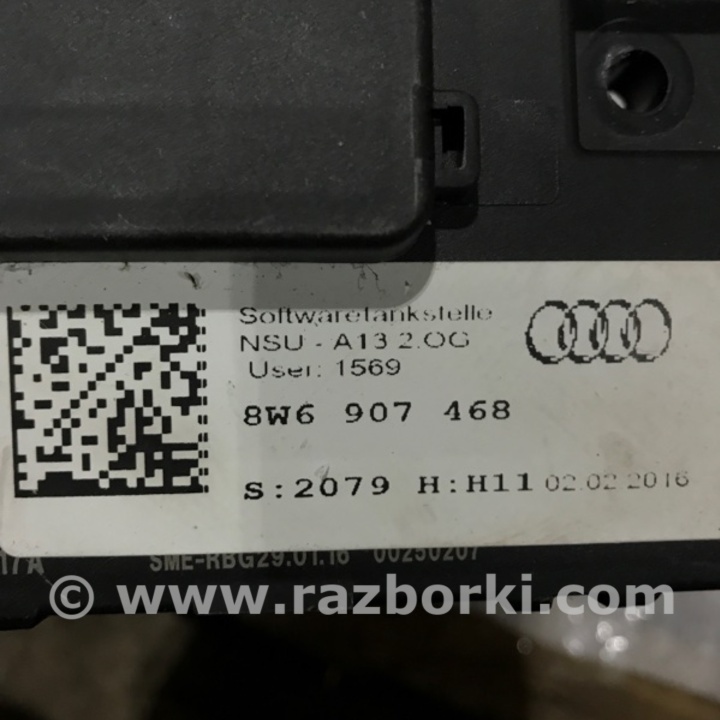 Softwaretankstelle
NSU - A13 2.OG
User: 1569
8W6 907 468
S:2079 H:H11 02.02.2016
17A SME-RBG29.01.16 00250207
© www.razborki.com